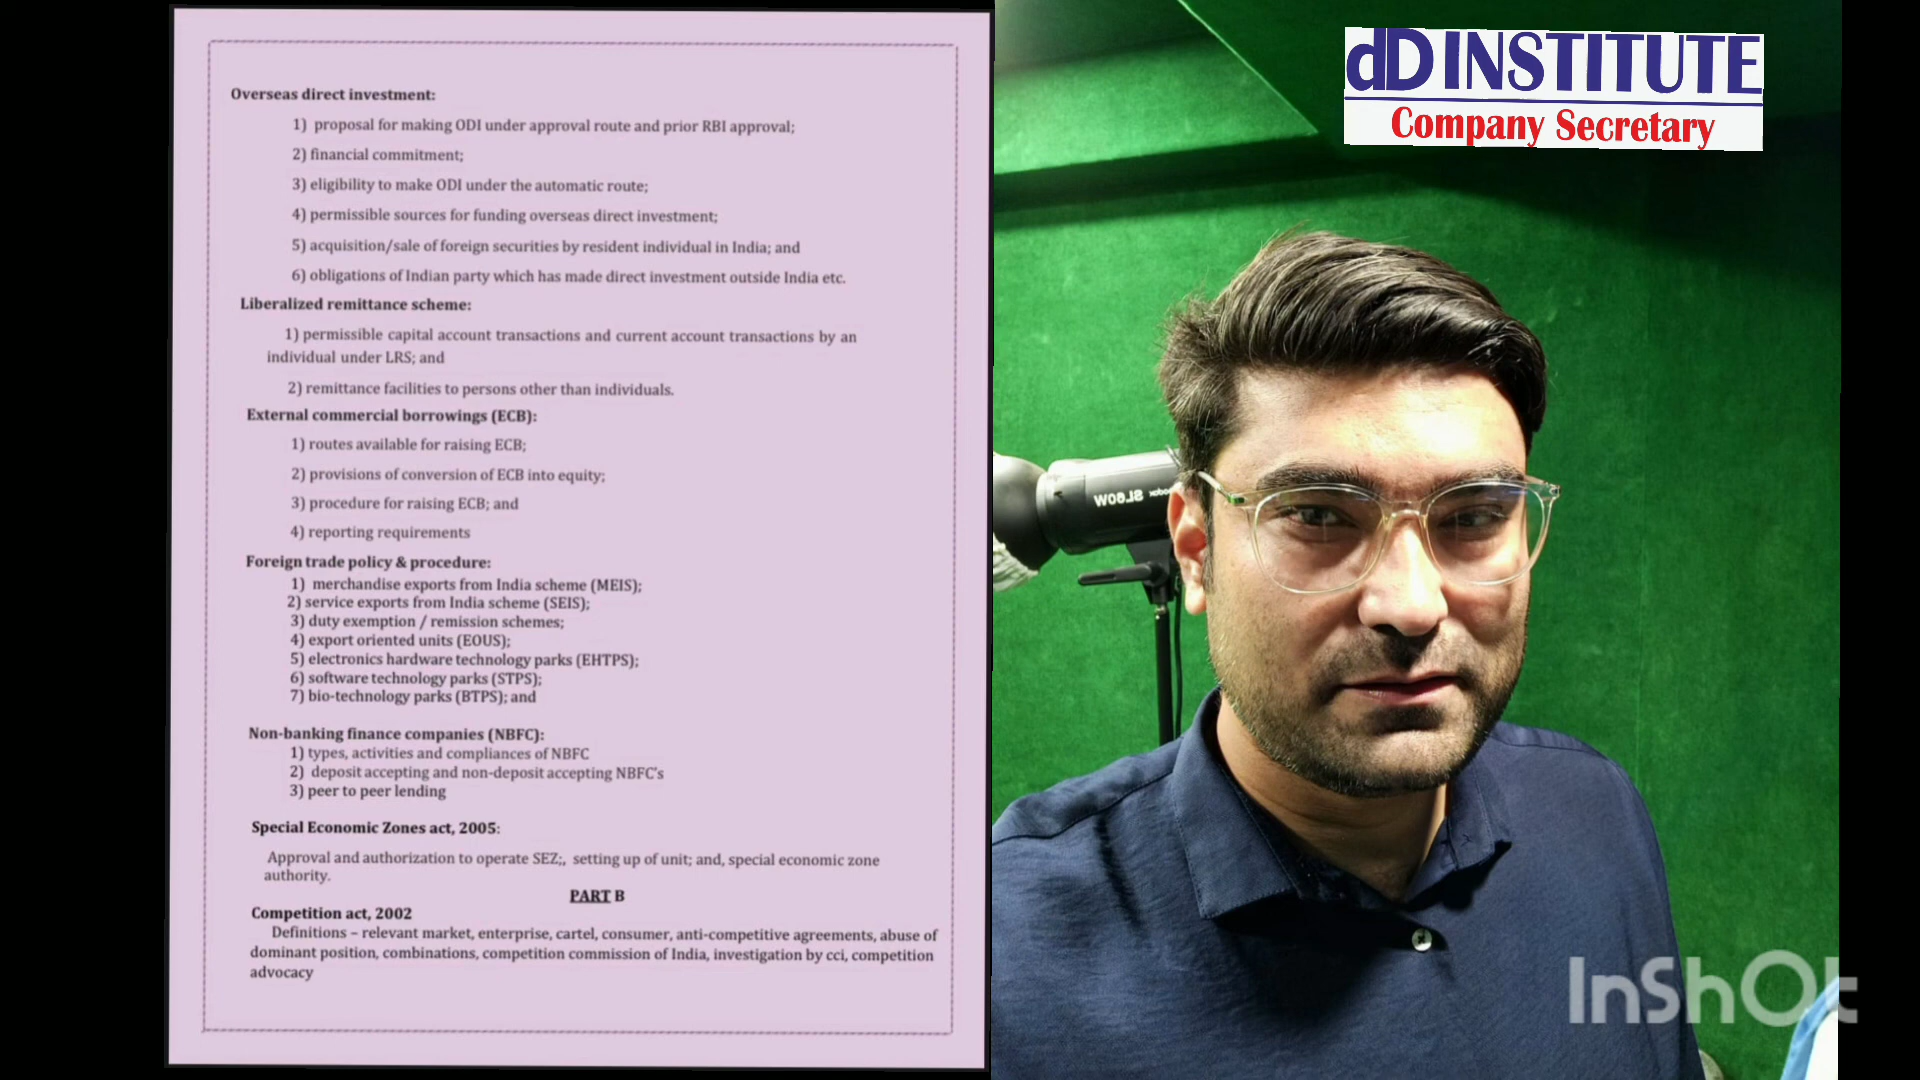 Overseas direct investment:
1) proposal for making ODI under approval route and prior RBI approval;
2) financial commitment;
3) eligibility to make ODI under the automatic route;
4) permissible sources for funding overseas direct investment;
5) acquisition/sale of foreign securities by resident individual in India; and
6) obligations of Indian party which has made direct investment outside India etc.
Liberalized remittance scheme:
1) permissible capital account transactions and current account transactions by an
individual under LRS; and
2) remittance facilities to persons other than individuals.
External commercial borrowings (ECB):
1) routes available for raising ECB;
2) provisions of conversion of ECB into equity;
3) procedure for raising ECB; and
4) reporting requirements
Foreign trade policy & procedure:
1) merchandise exports from India scheme (MEIS);
2) service exports from India scheme (SEIS);
3) duty exemption / remission schemes;
4) export oriented units (EOUS);
5) electronics hardware technology parks (EHTPS);
6) software technology parks (STPS);
7) bio-technology parks (BTPS); and
Non-banking finance companies (NBFC):
1) types, activities and compliances of NBFC
2) deposit accepting and non-deposit accepting NBFC's
3) peer to peer lending
Special Economic Zones act, 2005:
Approval and authorization to operate SEZ;, setting up of unit; and, special economic zone
authority.
PART B
Competition act, 2002
Definitions – relevant market, enterprise, cartel, consumer, anti-competitive agreements, abuse of
dominant position, combinations, competition commission of India, investigation by cci, competition
advocacy
dD INSTITUTE
Company Secretary
Godox SL60W
InShOt